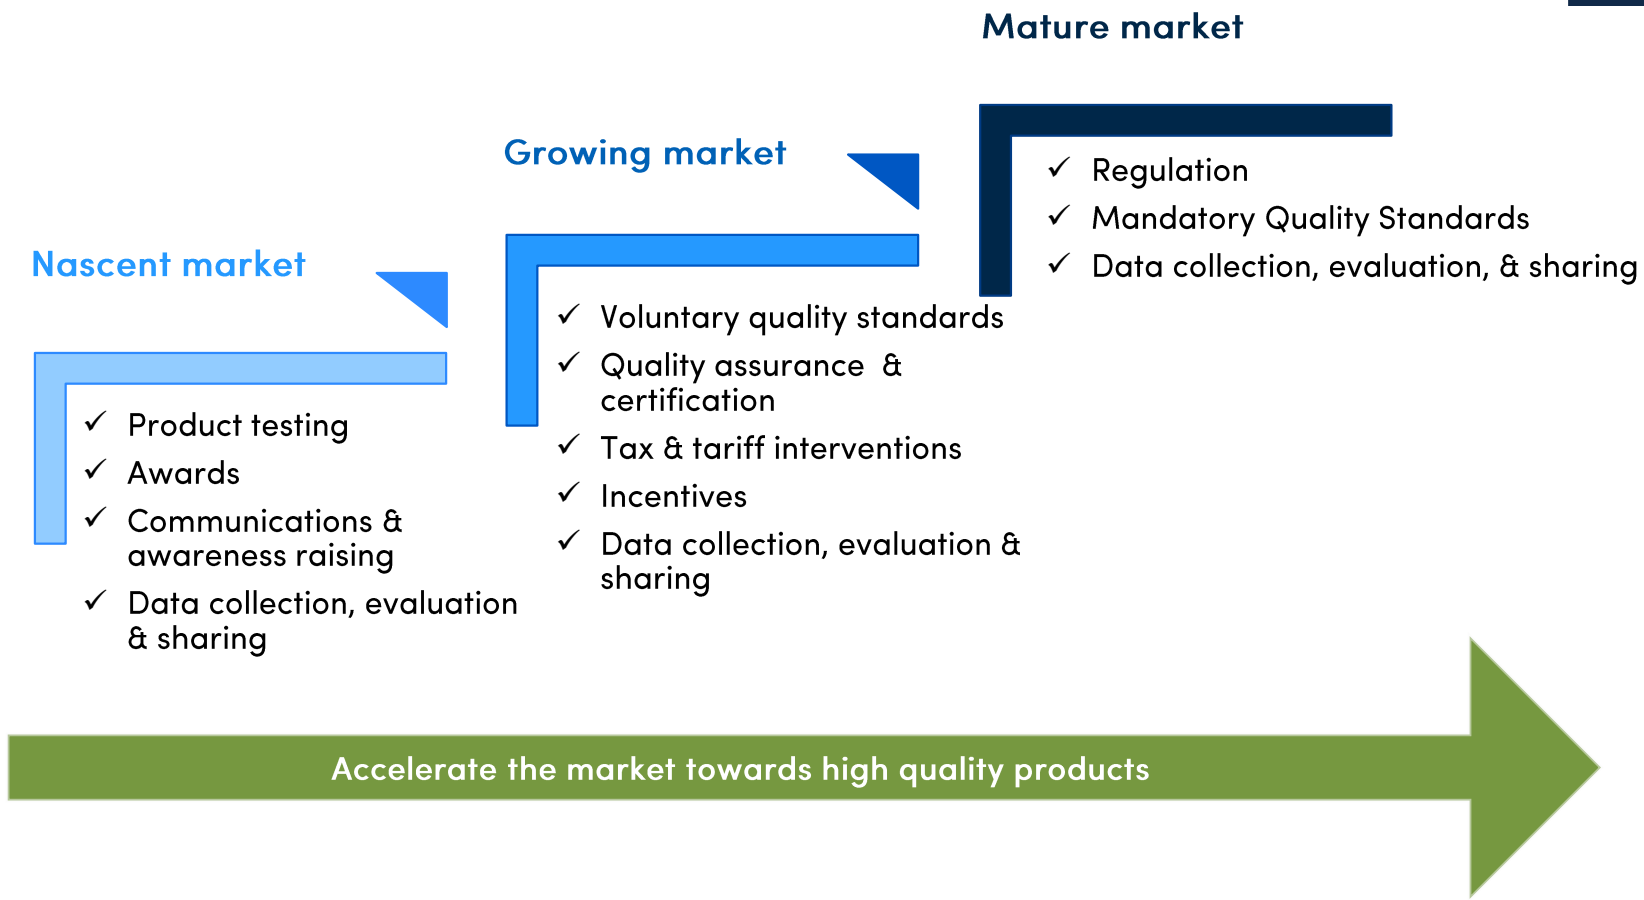 Mature market
Growing market
Nascent market
✓ Regulation
✓ Mandatory Quality Standards
✓ Data collection, evaluation, & sharing
✓ Voluntary quality standards
✓ Quality assurance  &
certification
✓ Tax & tariff interventions
✓ Incentives
✓ Data collection, evaluation &
sharing
✓ Product testing
✓ Awards
✓ Communications &
awareness raising
✓ Data collection, evaluation
& sharing
Accelerate the market towards high quality products